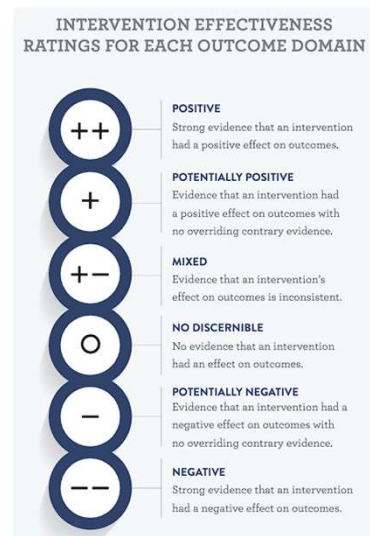 INTERVENTION EFFECTIVENESS
RATINGS FOR EACH OUTCOME DOMAIN
++
POSITIVE
Strong evidence that an intervention
had a positive effect on outcomes.
+
POTENTIALLY POSITIVE
Evidence that an intervention had
a positive effect on outcomes with
no overriding contrary evidence.
+−
MIXED
Evidence that an intervention's
effect on outcomes is inconsistent.
O
NO DISCERNIBLE
No evidence that an intervention
had an effect on outcomes.
−
POTENTIALLY NEGATIVE
Evidence that an intervention had a
negative effect on outcomes with
no overriding contrary evidence.
−−
NEGATIVE
Strong evidence that an intervention
had a negative effect on outcomes.